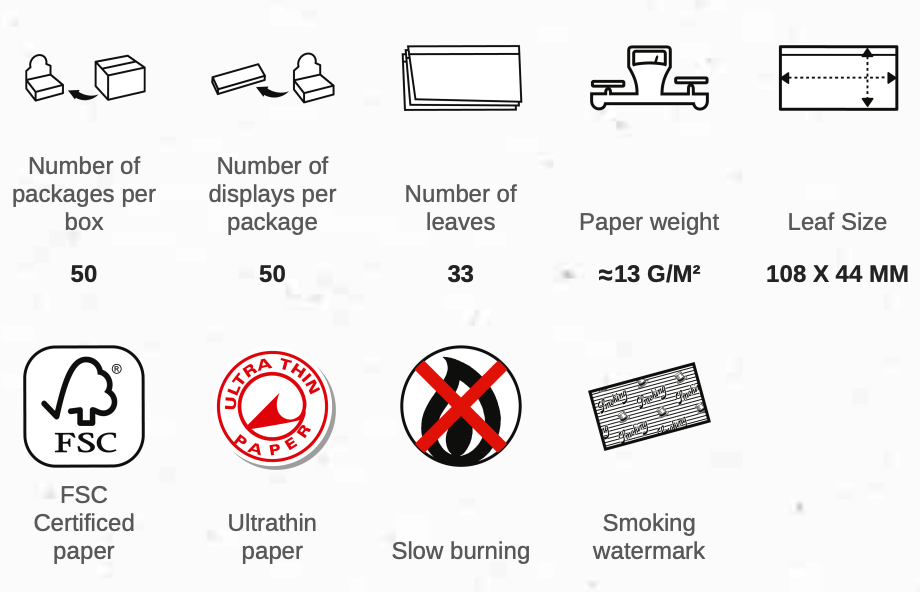 Number of
packages per
box
50
Number of
displays per
package
50
Number of
leaves
33
Paper weight
≈13 G/M²
Leaf Size
108 X 44 MM
®
FSC
FSC
Certificed
paper
ULTRA THIN
PAPER
Ultrathin
paper
Slow burning
Smoking
Smoking
Smoking
Smoking
Smoking
watermark